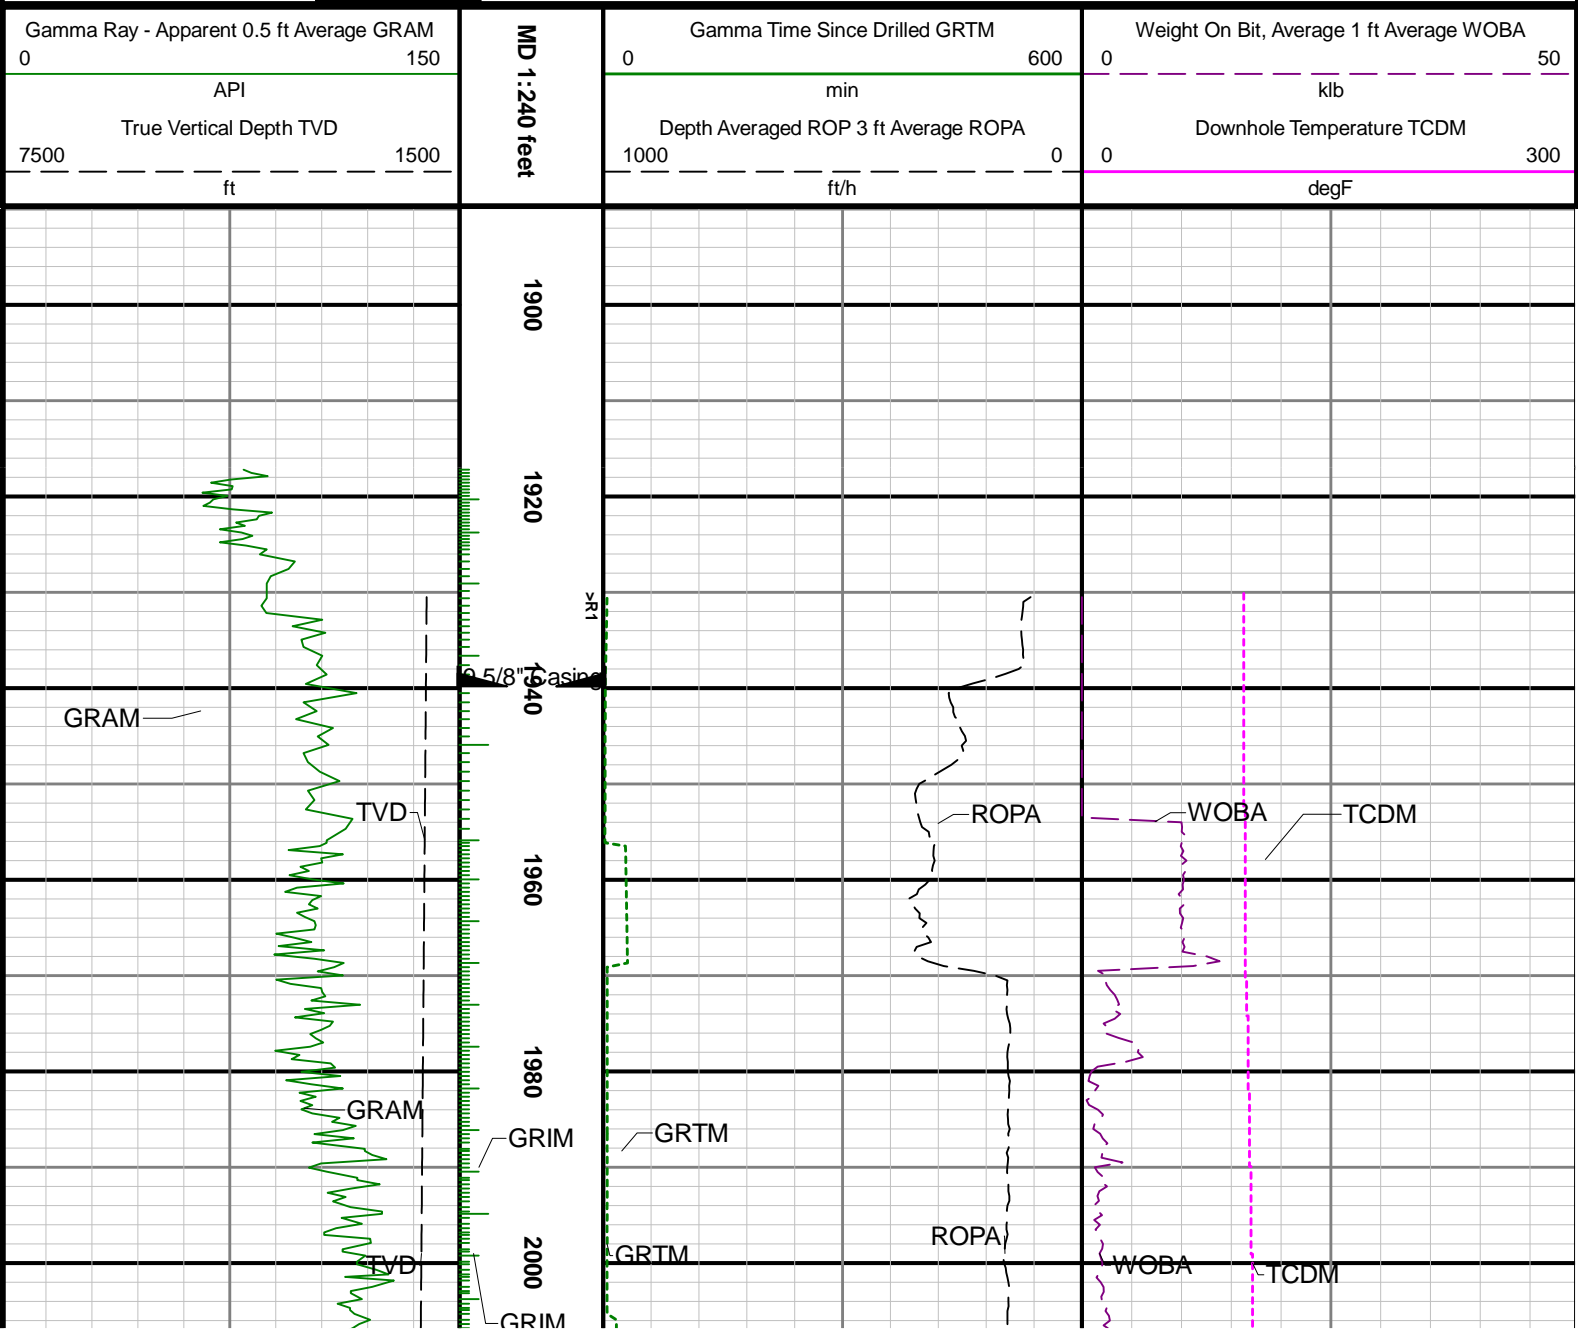 Gamma Ray - Apparent 0.5 ft Average GRAM
0 150
API
True Vertical Depth TVD
7500 1500
ft
MD 1:240 feet
Gamma Time Since Drilled GRTM
0 600
min
Depth Averaged ROP 3 ft Average ROPA
1000 0
ft/h
Weight On Bit, Average 1 ft Average WOBA
0 50
klb
Downhole Temperature TCDM
0 300
degF
1900
1920
>R1
9 5/8" Casing
1940
GRAM
TVD
ROPA
WOBA
TCDM
1960
1980
GRAM
GRIM
GRTM
ROPA
2000
TVD
GRTM
WOBA
TCDM
GRIM